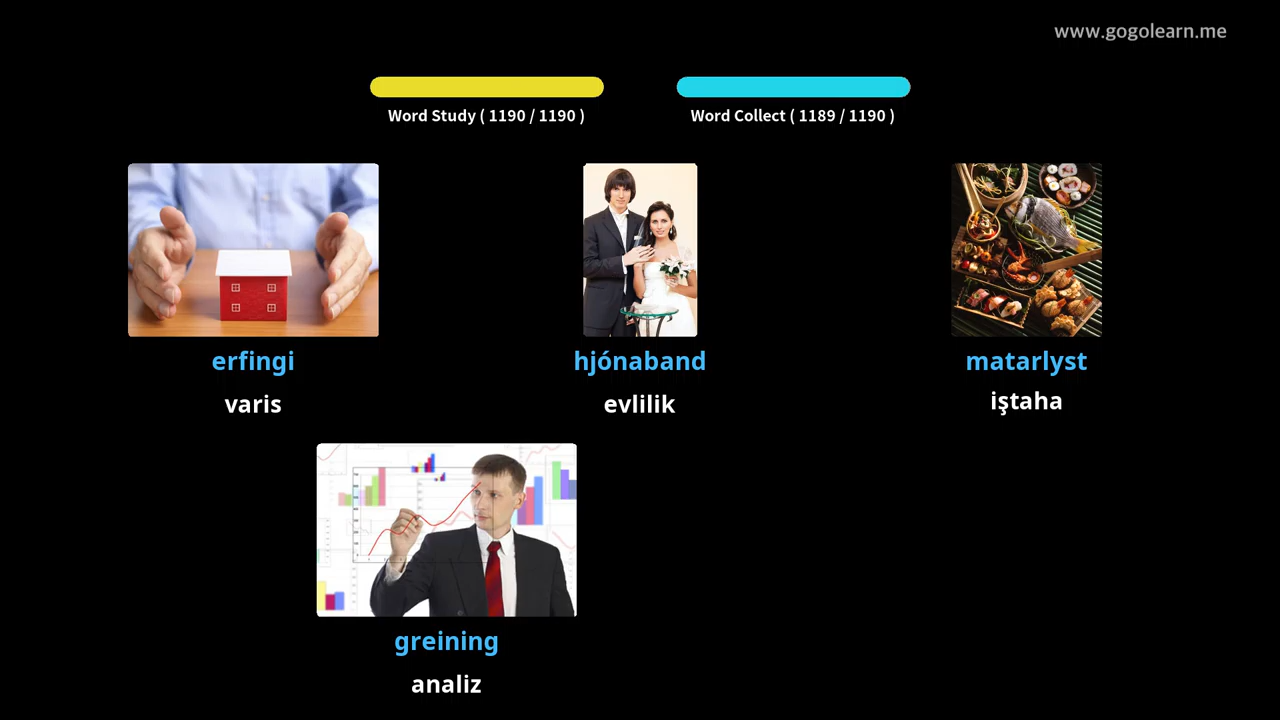 www.gogolearn.me
Word Study ( 1190 / 1190 )
Word Collect ( 1189 / 1190 )
erfingi
hjónaband
matarlyst
varis
evlilik
iştaha
greining
analiz